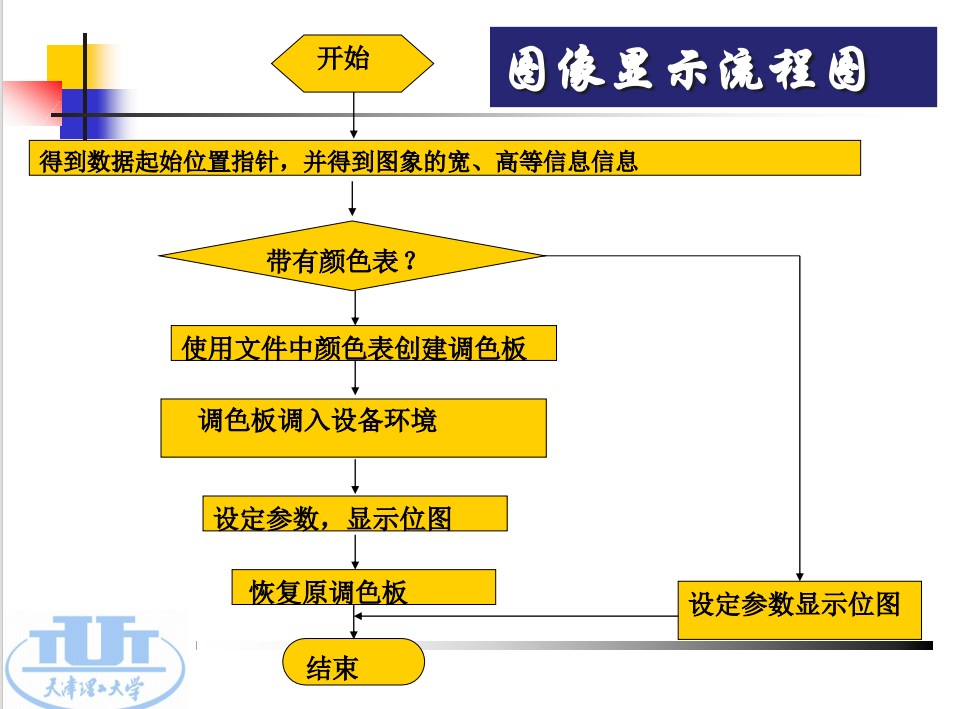 图像显示流程图
开始
得到数据起始位置指针，并得到图象的宽、高等信息信息
带有颜色表？
使用文件中颜色表创建调色板
调色板调入设备环境
设定参数，显示位图
恢复原调色板
设定参数显示位图
结束
TUT
天津理工大学